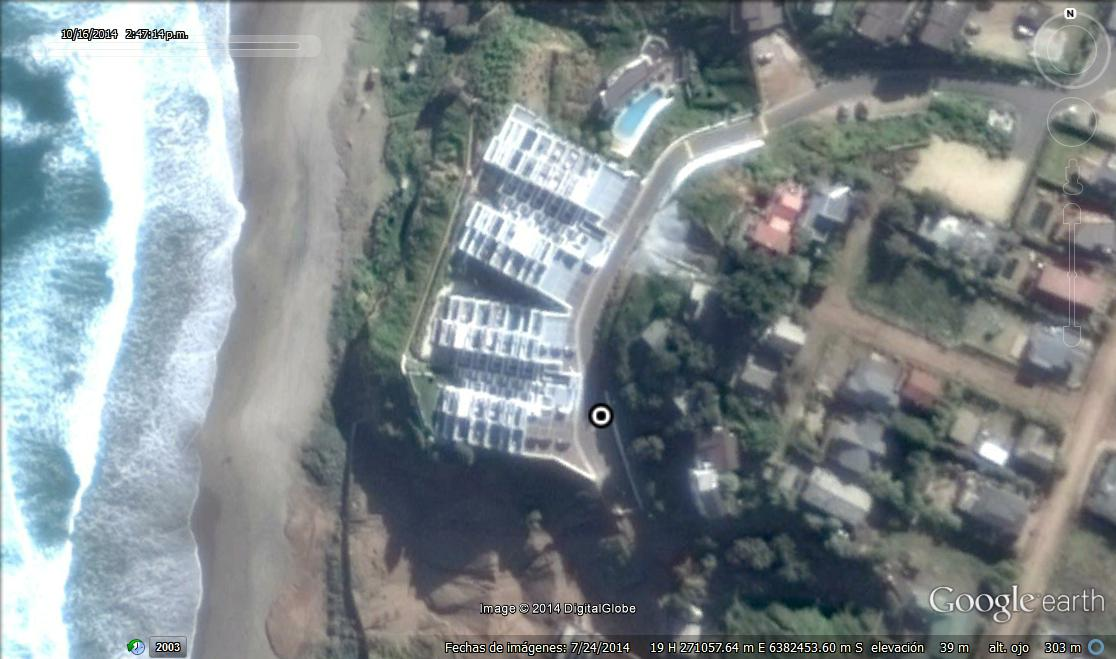 10/16/2014 2:47:14 p.m.
N
Image © 2014 DigitalGlobe
Google earth
2003
Fechas de imágenes: 7/24/2014 19 H 271057.64 m E 6382453.60 m S elevación 39 m alt. ojo 303 m